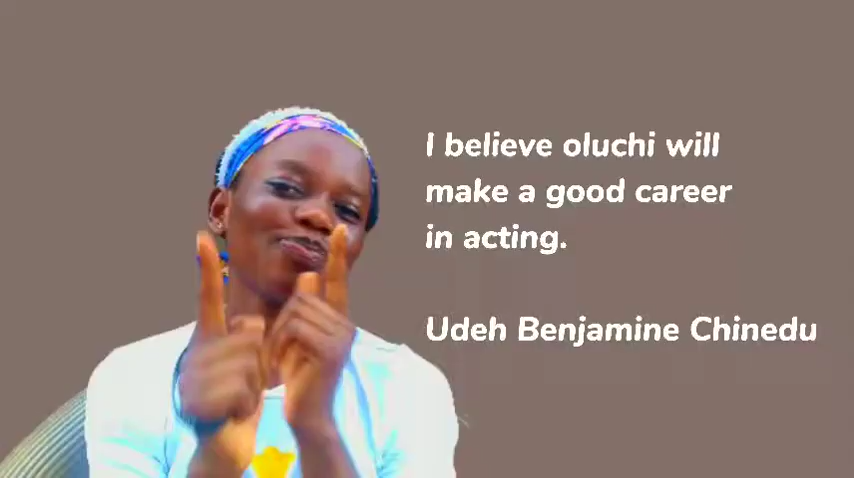 I believe oluchi will
make a good career
in acting.
Udeh Benjamine Chinedu